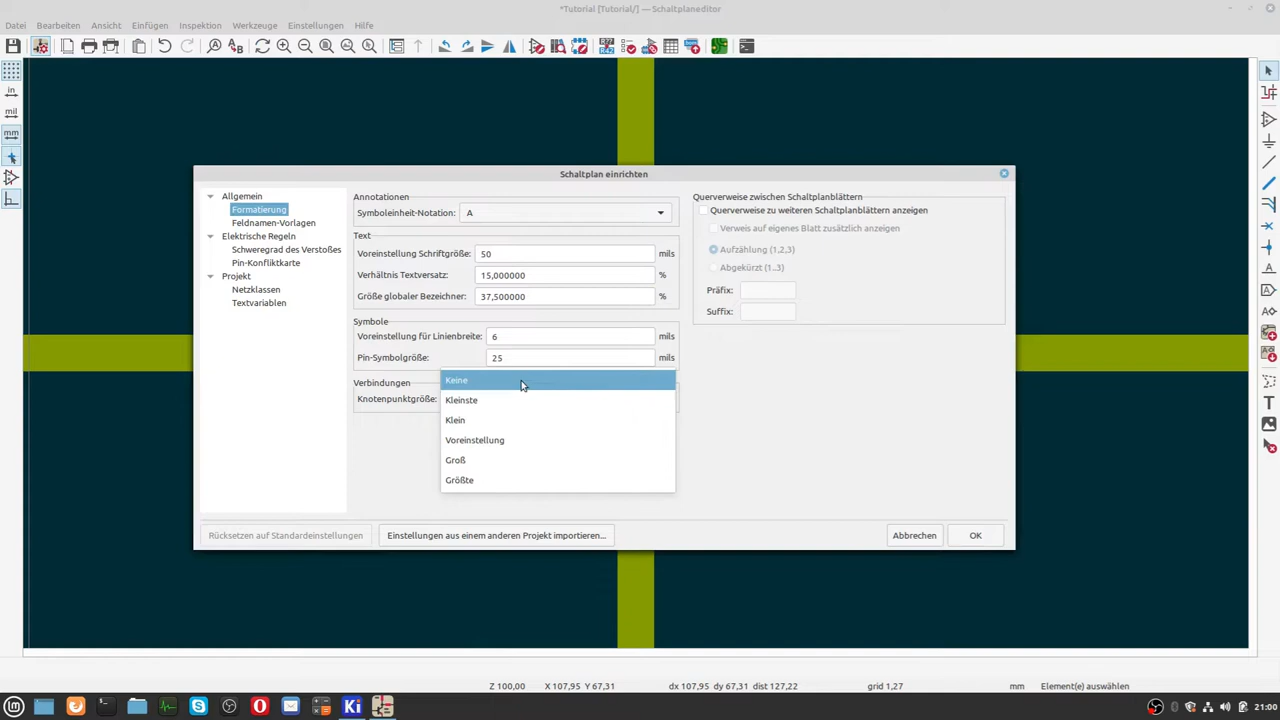 *Tutorial [Tutorial/] — Schaltplaneditor
Datei Bearbeiten Ansicht Einfügen Inspektion Werkzeuge Einstellungen Hilfe
in
mil
mm
Schaltplan einrichten
Allgemein
Formatierung
Feldnamen-Vorlagen
Elektrische Regeln
Schweregrad des Verstoßes
Pin-Konfliktkarte
Projekt
Netzklassen
Textvariablen
Annotationen
Symboleinheit-Notation: A
Text
Voreinstellung Schriftgröße: 50 mils
Verhältnis Textversatz: 15,000000 %
Größe globaler Bezeichner: 37,500000 %
Symbole
Voreinstellung für Linienbreite: 6 mils
Pin-Symbolgröße: 25 mils
Verbindungen
Knotenpunktgröße:
Keine
Kleinste
Klein
Voreinstellung
Groß
Größte
Querverweise zwischen Schaltplanblättern
Querverweise zu weiteren Schaltplanblättern anzeigen
Verweis auf eigenes Blatt zusätzlich anzeigen
Aufzählung (1,2,3)
Abgekürzt (1..3)
Präfix:
Suffix:
Rücksetzen auf Standardeinstellungen Einstellungen aus einem anderen Projekt importieren... Abbrechen OK
Z 100,00 X 107,95 Y 67,31 dx 107,95 dy 67,31 dist 127,22 grid 1,27 mm Element(e) auswählen
Ki
21:00